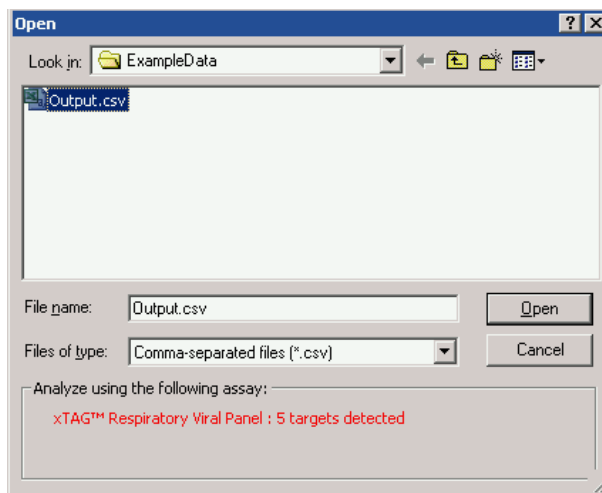 Open
Look in: ExampleData
Output.csv
File name: Output.csv
Open
Files of type: Comma-separated files (*.csv)
Cancel
Analyze using the following assay:
xTAG™ Respiratory Viral Panel : 5 targets detected